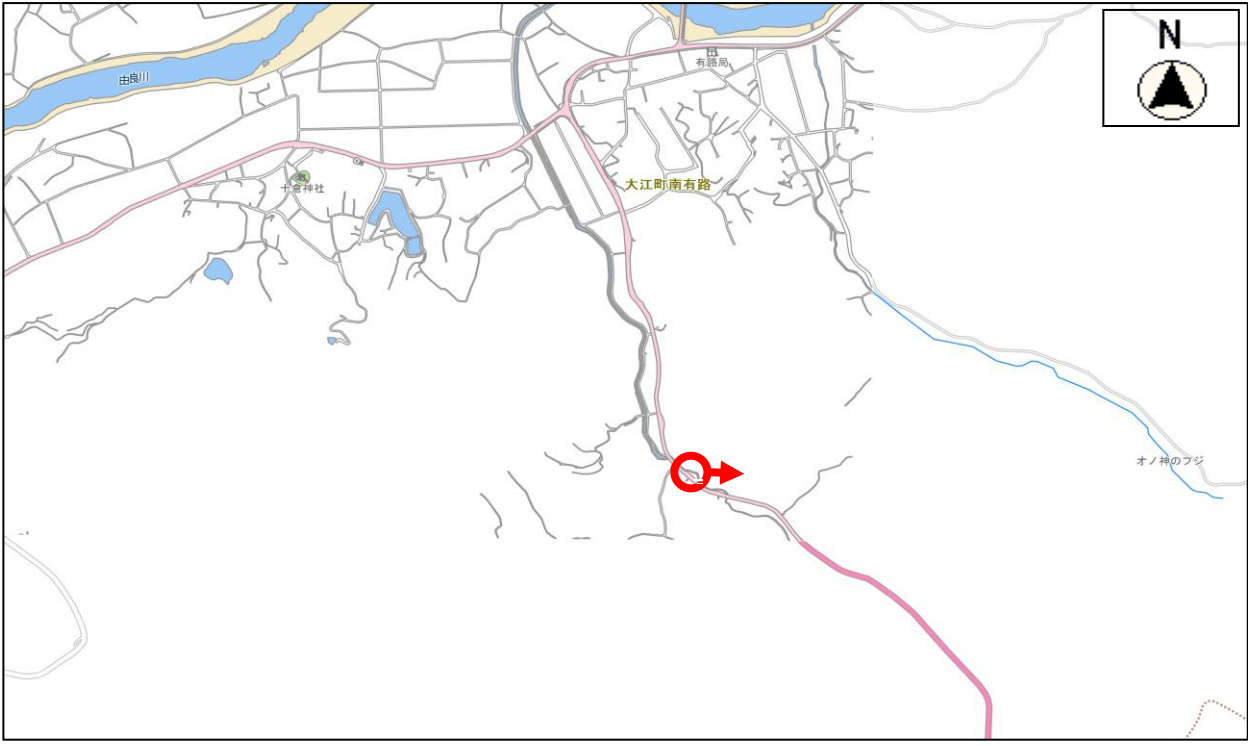 N
有路局
由良川
大江町南有路
十倉神社
オノ神のフジ